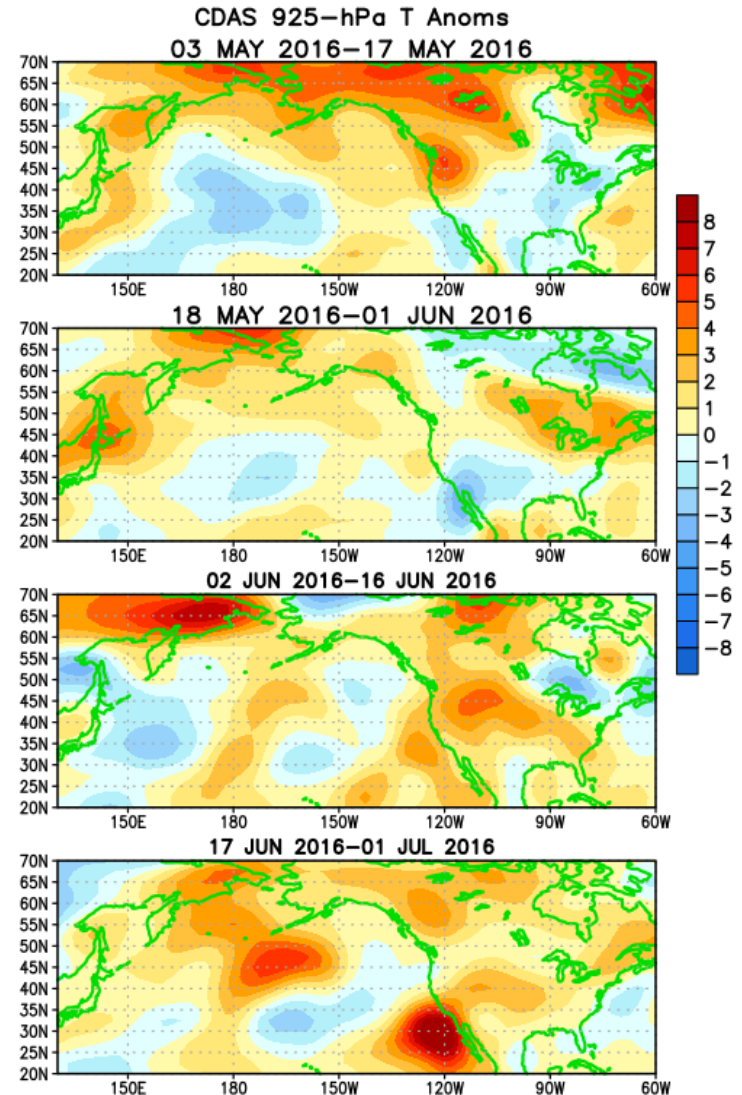 CDAS 925-hPa T Anoms
03 MAY 2016-17 MAY 2016
70N
65N
60N
55N
50N
45N
40N
35N
30N
25N
20N
150E 180 150W 120W 90W 60W
18 MAY 2016-01 JUN 2016
70N
65N
60N
55N
50N
45N
40N
35N
30N
25N
20N
150E 180 150W 120W 90W 60W
02 JUN 2016-16 JUN 2016
70N
65N
60N
55N
50N
45N
40N
35N
30N
25N
20N
150E 180 150W 120W 90W 60W
17 JUN 2016-01 JUL 2016
70N
65N
60N
55N
50N
45N
40N
35N
30N
25N
20N
150E 180 150W 120W 90W 60W
8
7
6
5
4
3
2
1
0
-1
-2
-3
-4
-5
-6
-7
-8